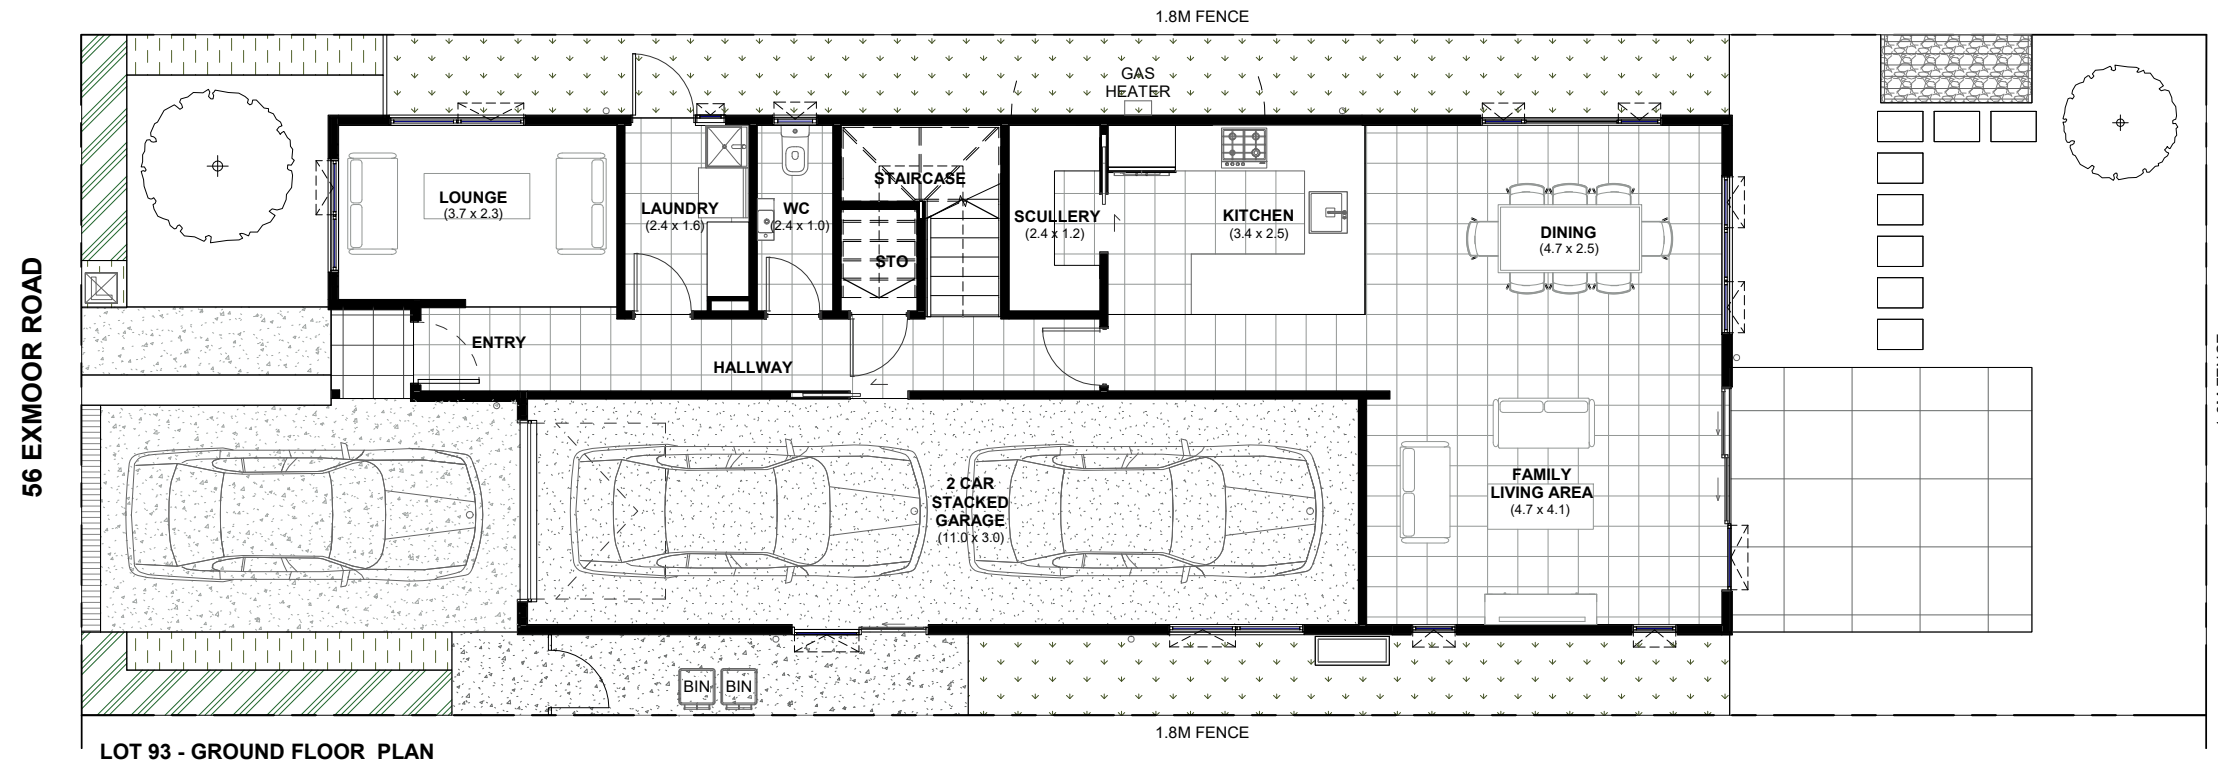 1.8M FENCE
GAS
HEATER
56 EXMOOR ROAD
LOUNGE
(3.7 x 2.3)
LAUNDRY
(2.4 x 1.6)
WC
(2.4 x 1.0)
STAIRCASE
STO
SCULLERY
(2.4 x 1.2)
KITCHEN
(3.4 x 2.5)
DINING
(4.7 x 2.5)
ENTRY
HALLWAY
2 CAR
STACKED
GARAGE
(11.0 x 3.0)
FAMILY
LIVING AREA
(4.7 x 4.1)
BIN
BIN
1.8M FENCE
LOT 93 - GROUND FLOOR PLAN